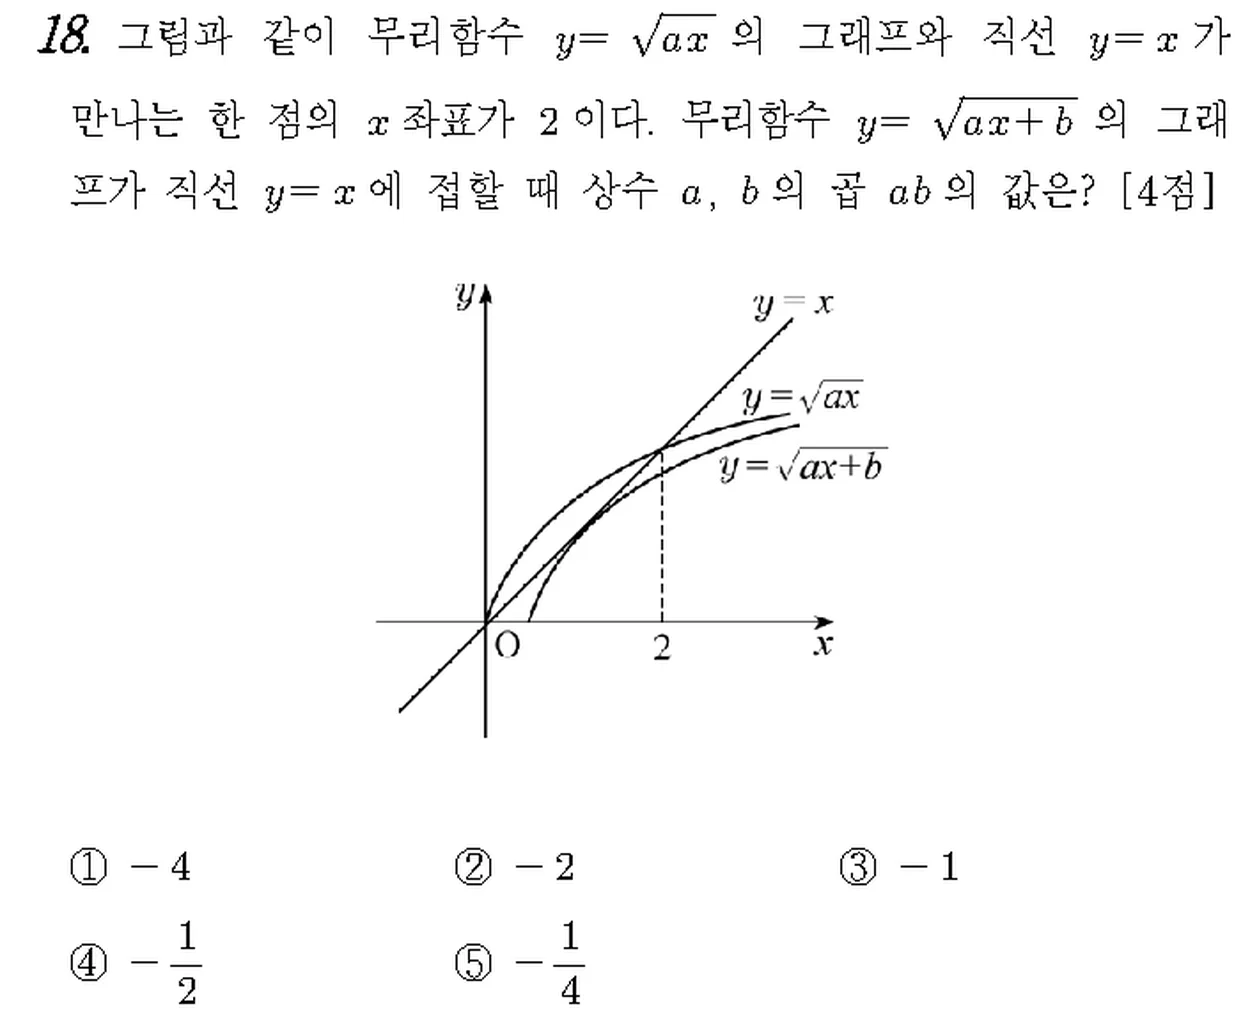 18. 그림과 같이 무리함수 y= √ax 의 그래프와 직선 y= x 가
만나는 한 점의 x 좌표가 2 이다. 무리함수 y= √ax+b 의 그래
프가 직선 y= x 에 접할 때 상수 a, b 의 곱 ab 의 값은? [4점]
y
y = x
y=√ax
y=√ax+b
O
2
x
① -4
② -2
③ -1
④ -1/2
⑤ -1/4